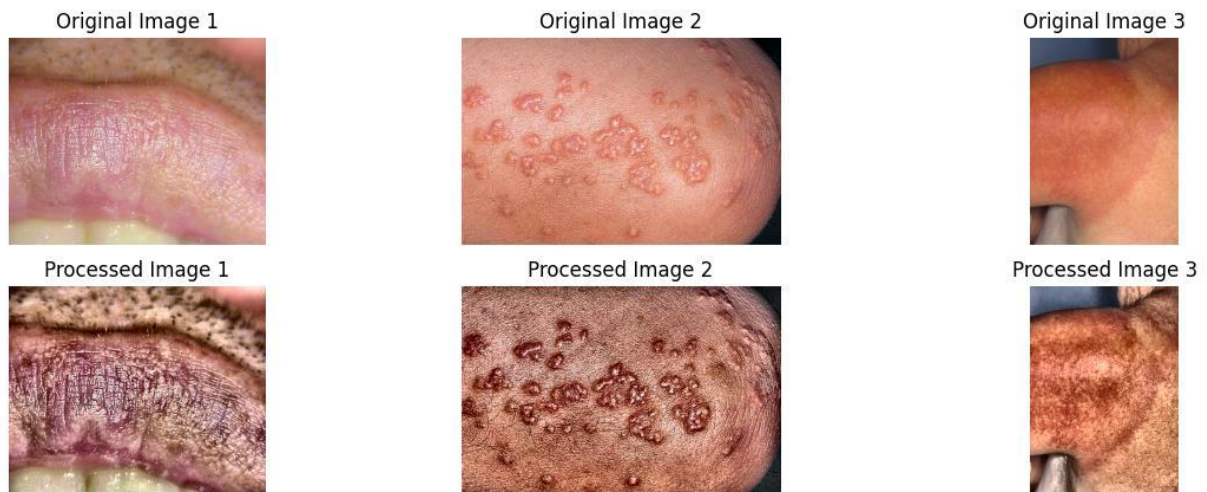 Original Image 1
Original Image 2
Original Image 3
Processed Image 1
Processed Image 2
Processed Image 3